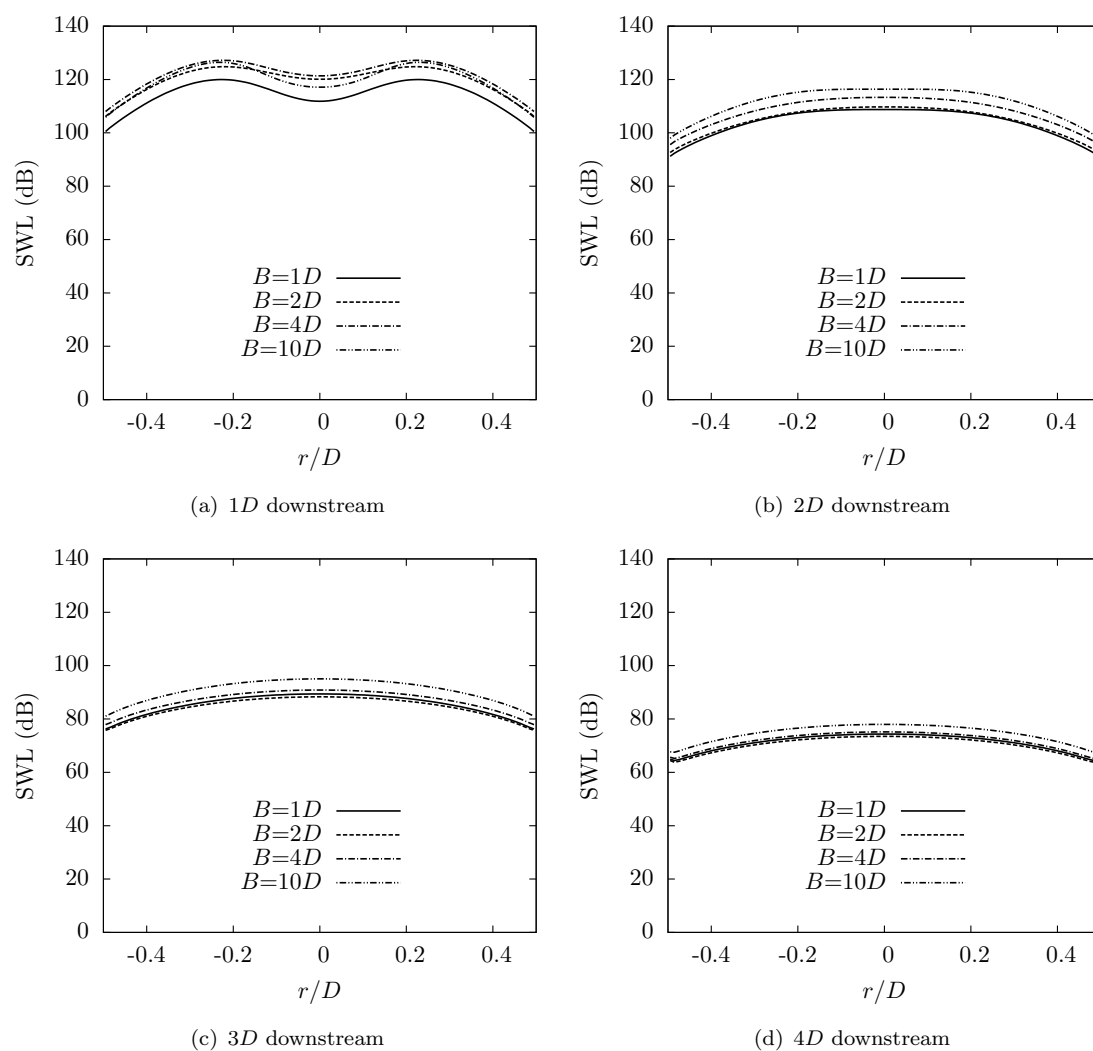 140
120
100
80
60
40
20
0
SWL (dB)
B=1D
B=2D
B=4D
B=10D
-0.4 -0.2 0 0.2 0.4
r/D
(a) 1D downstream
140
120
100
80
60
40
20
0
SWL (dB)
B=1D
B=2D
B=4D
B=10D
-0.4 -0.2 0 0.2 0.4
r/D
(b) 2D downstream
140
120
100
80
60
40
20
0
SWL (dB)
B=1D
B=2D
B=4D
B=10D
-0.4 -0.2 0 0.2 0.4
r/D
(c) 3D downstream
140
120
100
80
60
40
20
0
SWL (dB)
B=1D
B=2D
B=4D
B=10D
-0.4 -0.2 0 0.2 0.4
r/D
(d) 4D downstream